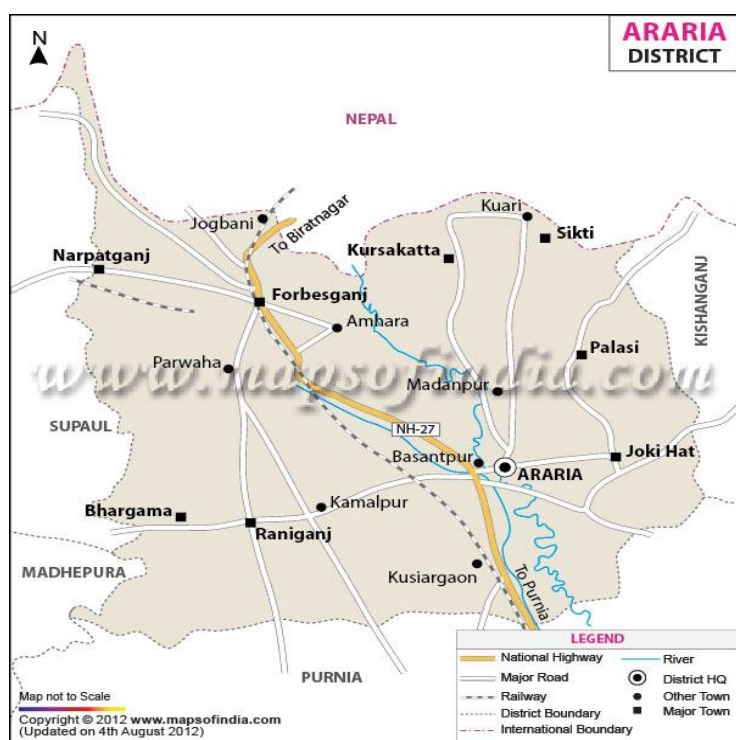 ARARIA
DISTRICT
N
NEPAL
Jogbani
To Biratnagar
Kuari
Sikti
Kursakatta
Narpatganj
Forbesganj
Amhara
KISHANGANJ
Palasi
Parwaha
www.mapsofindia.com
Madanpur
SUPAUL
NH-27
Basantpur
Joki Hat
ARARIA
Bhargama
Kamalpur
Raniganj
MADHEPURA
Kusiargaon
To Purnia
PURNIA
LEGEND
National Highway
River
Major Road
District HQ
Railway
Other Town
District Boundary
Major Town
International Boundary
Map not to Scale
Copyright © 2012 www.mapsofindia.com
(Updated on 4th August 2012)